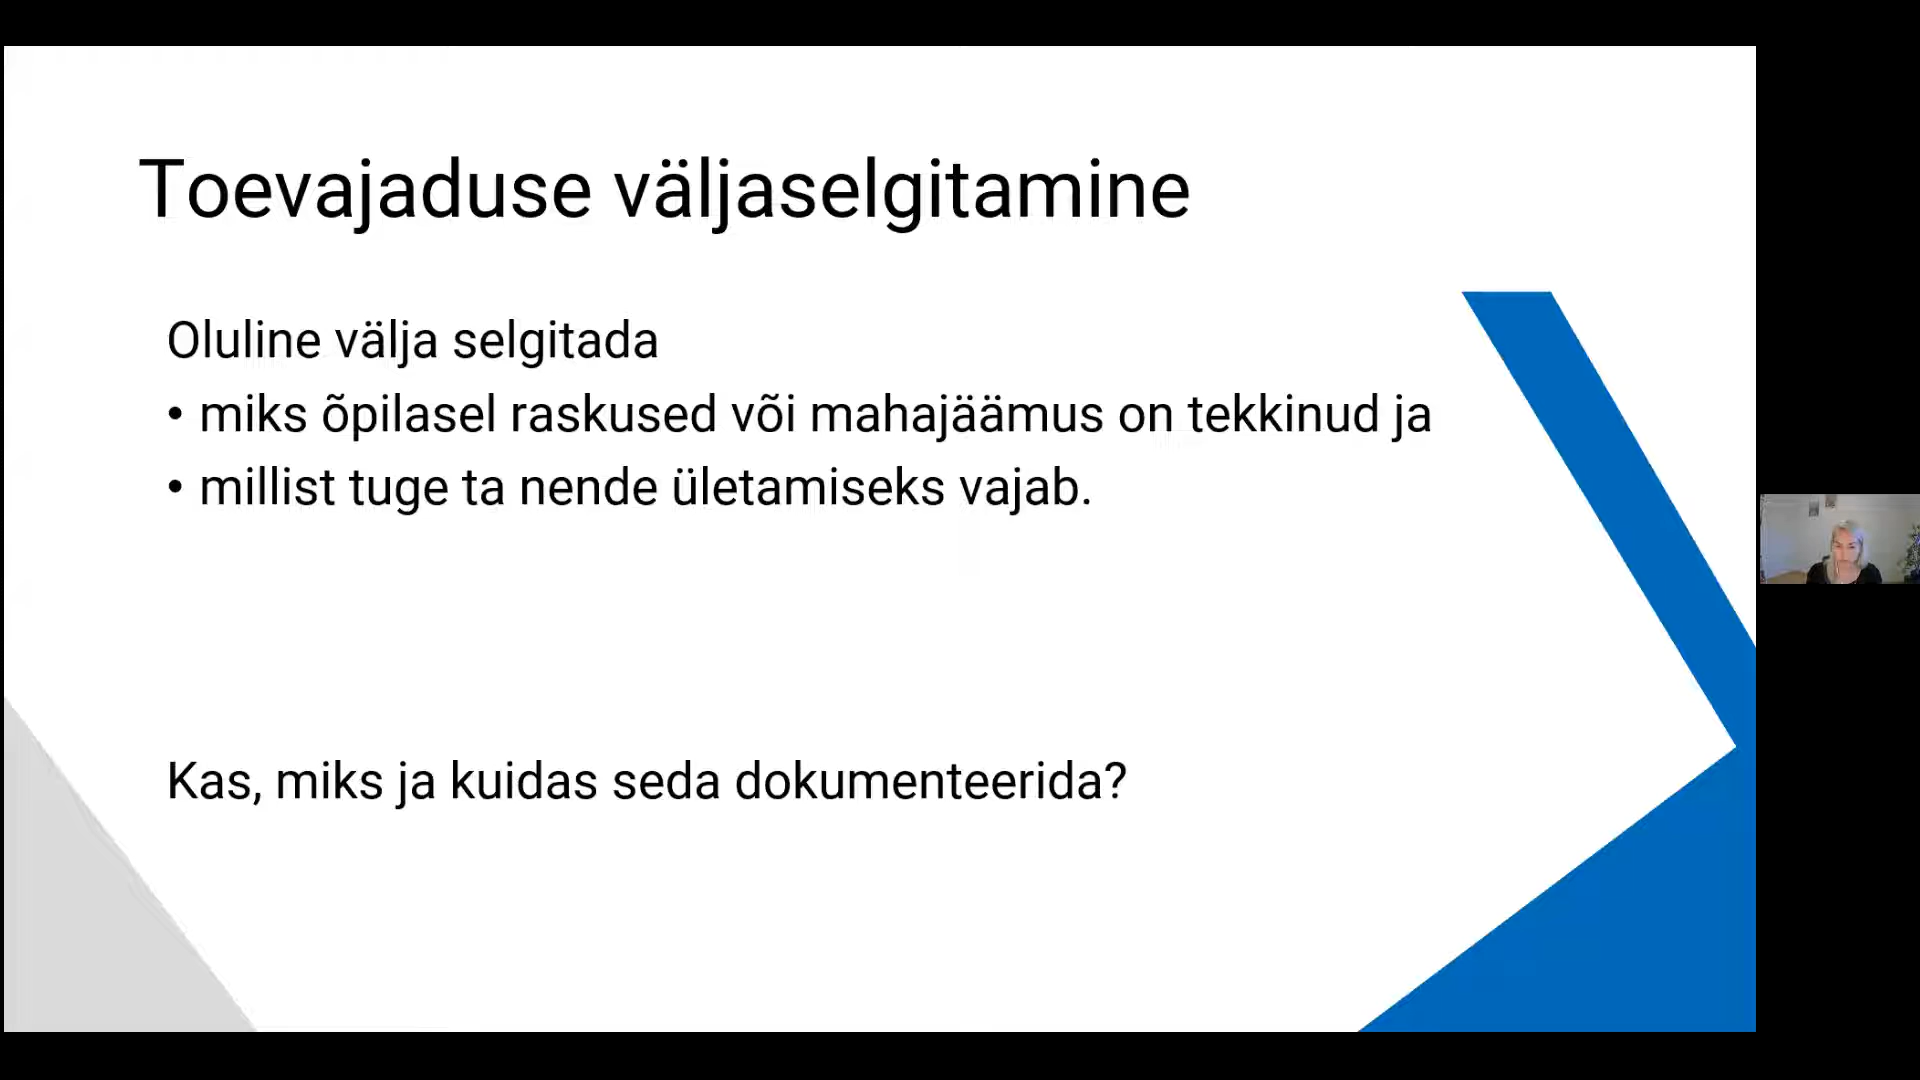 Toevajaduse väljaselgitamine
Oluline välja selgitada
• miks õpilasel raskused või mahajäämus on tekkinud ja
• millist tuge ta nende ületamiseks vajab.
Kas, miks ja kuidas seda dokumenteerida?